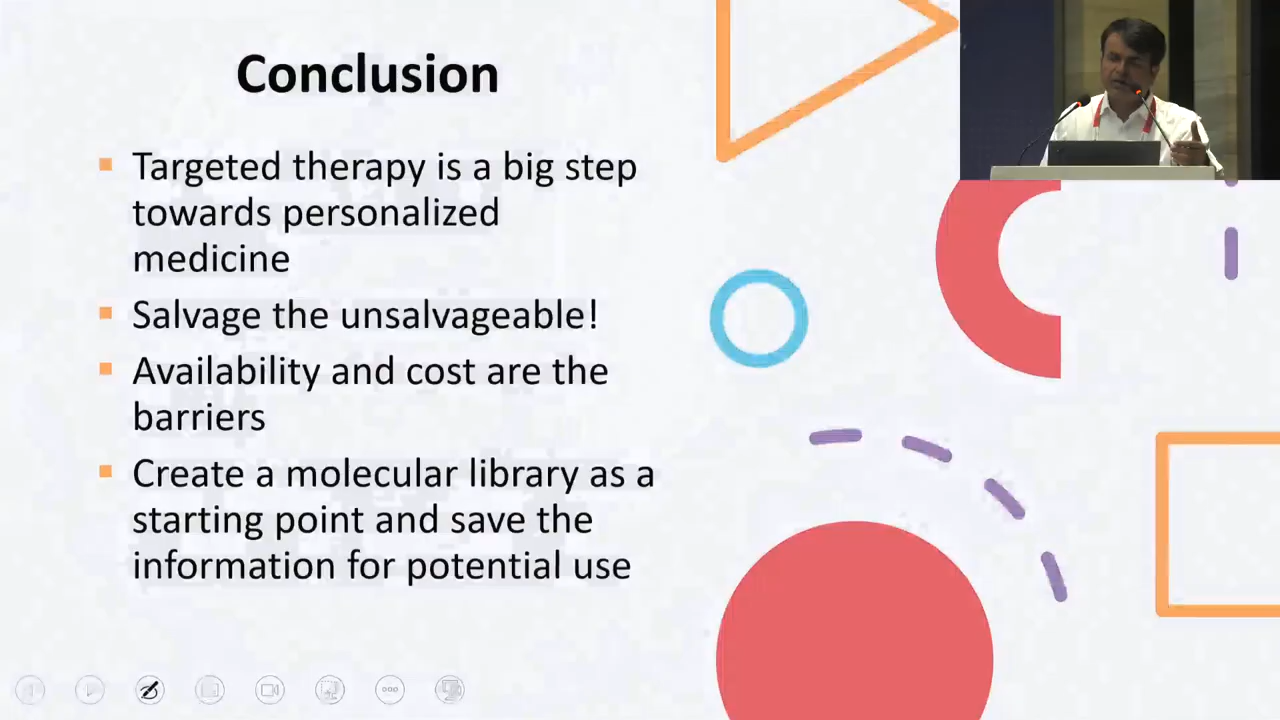 Conclusion
Targeted therapy is a big step
towards personalized
medicine
Salvage the unsalvageable!
Availability and cost are the
barriers
Create a molecular library as a
starting point and save the
information for potential use